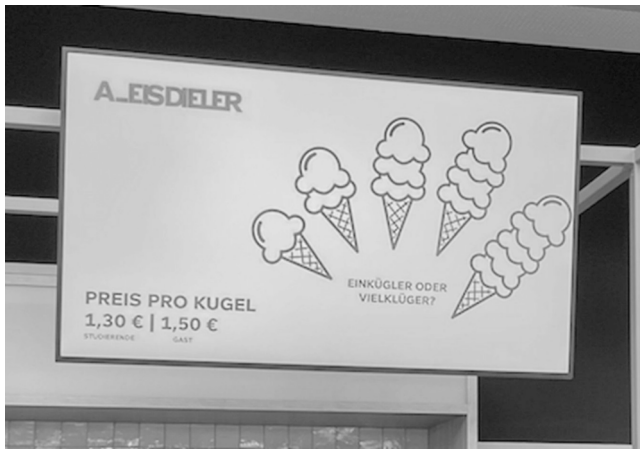 A_EISDIELER
EINKÜGLER ODER
VIELKLÜGER?
PREIS PRO KUGEL
1,30 € | 1,50 €
STUDIERENDE GAST